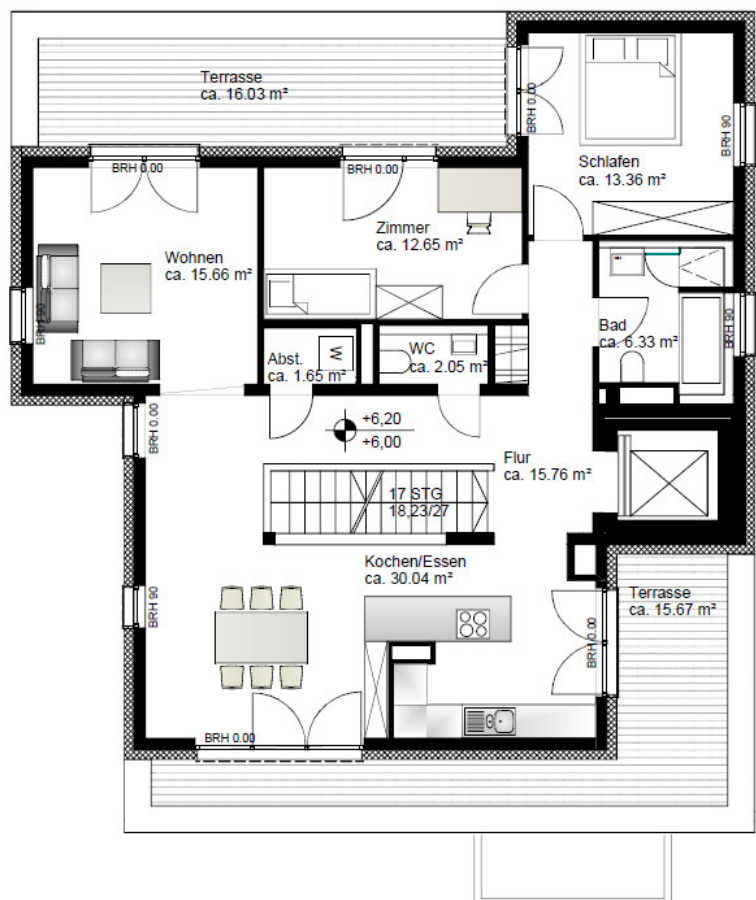 Terrasse
ca. 16.03 m²
BRH 0.00
BRH 90
Schlafen
ca. 13.36 m²
BRH 0.00
BRH 0.00
Zimmer
ca. 12.65 m²
Wohnen
ca. 15.66 m²
BRH 90
Bad
ca. 6.33 m²
BRH 90
Abst.
ca. 1.65 m²
W
WC
ca. 2.05 m²
BRH 0.00
+6,20
+6,00
Flur
ca. 15.76 m²
17 STG
18,23/27
Kochen/Essen
ca. 30.04 m²
BRH 90
Terrasse
ca. 15.67 m²
BRH 0.00
BRH 0.00